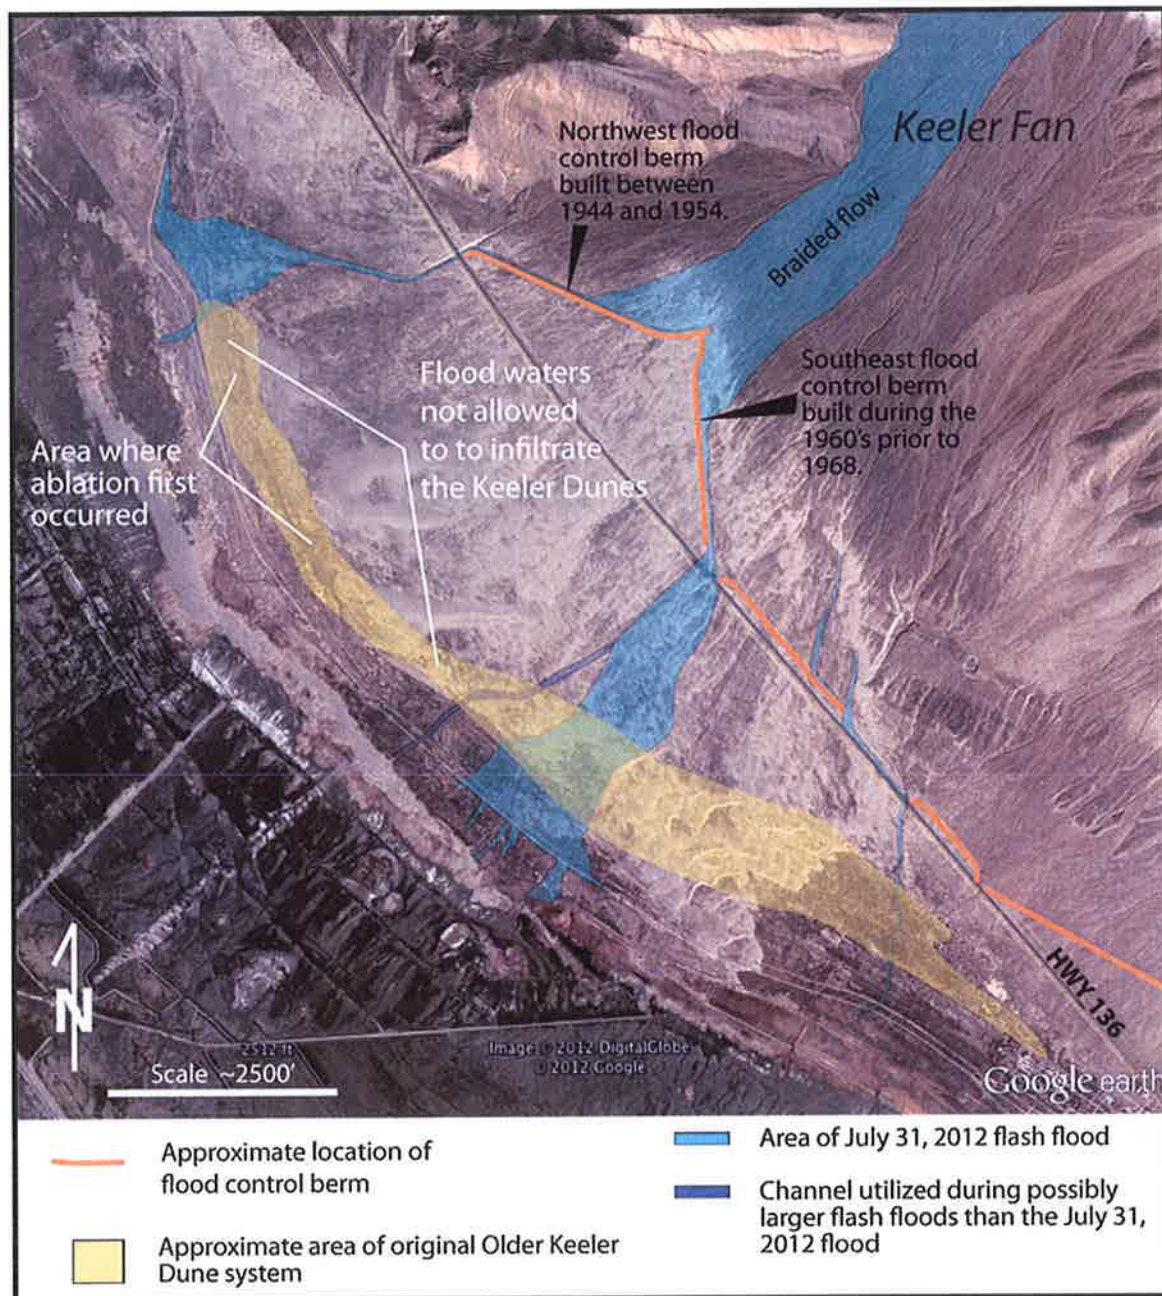 Keeler Fan
Northwest flood
control berm
built between
1944 and 1954.
Braided flow
Southeast flood
control berm
built during the
1960's prior to
1968.
Flood waters
not allowed
to to infiltrate
the Keeler Dunes
Area where
ablation first
occurred
HWY 136
N
2512 ft
Scale ~2500'
Image © 2012 DigitalGlobe
© 2012 Google
Google earth
Approximate location of
flood control berm
Approximate area of original Older Keeler
Dune system
Area of July 31, 2012 flash flood
Channel utilized during possibly
larger flash floods than the July 31,
2012 flood